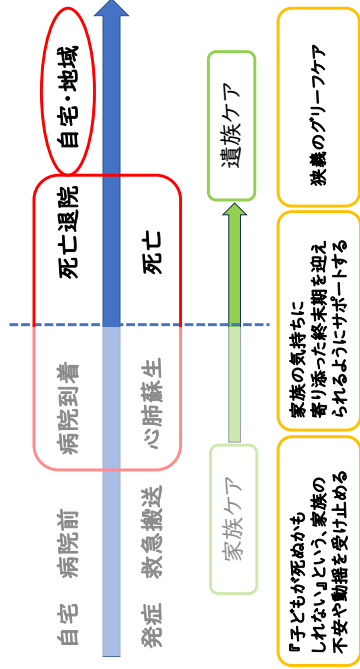 自宅 病院前 病院到着 死亡退院 自宅・地域
発症 救急搬送 心肺蘇生 死亡
家族ケア 遺族ケア
『子どもが死ぬかも
しれない』という、家族の
不安や動揺を受け止める
家族の気持ちに
寄り添った終末期を迎え
られるようにサポートする
狭義のグリーフケア